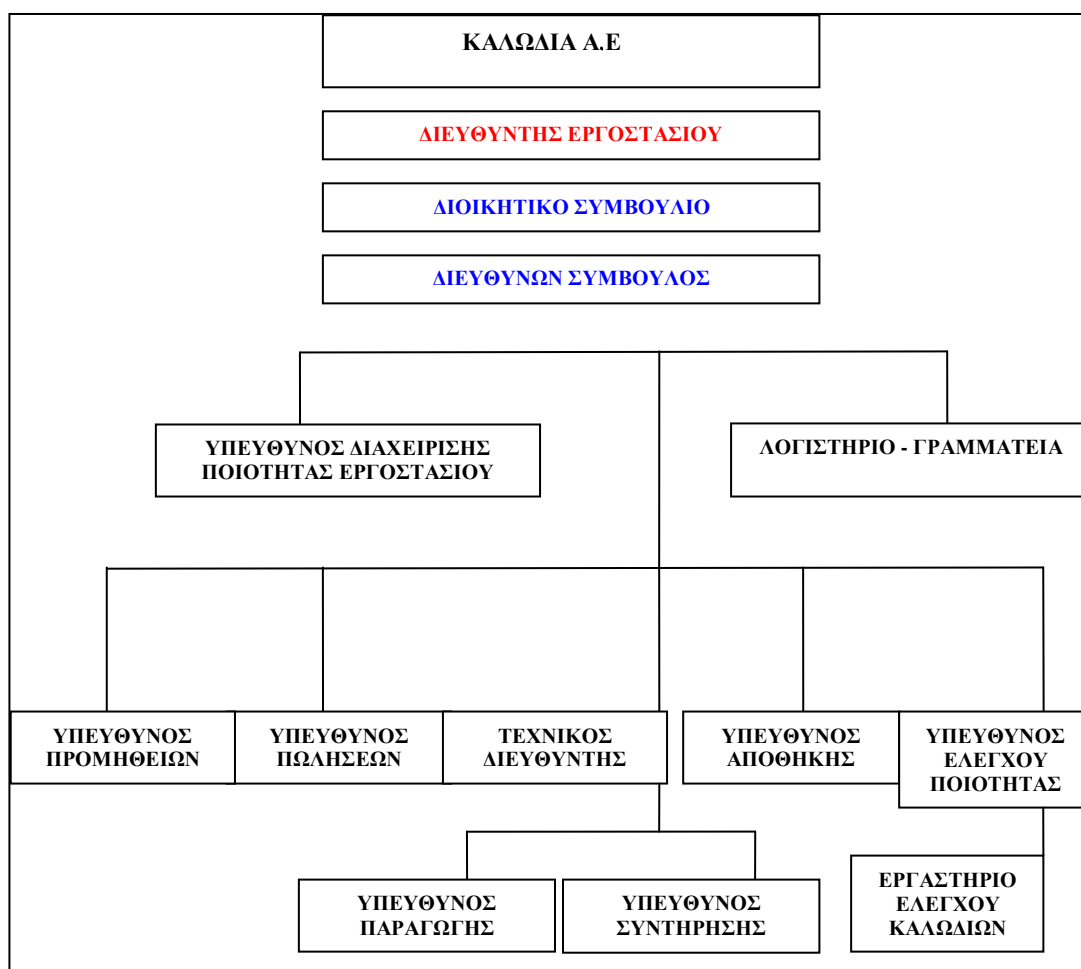 ΚΑΛΩΔΙΑ Α.Ε
ΔΙΕΥΘΥΝΤΗΣ ΕΡΓΟΣΤΑΣΙΟΥ
ΔΙΟΙΚΗΤΙΚΟ ΣΥΜΒΟΥΛΙΟ
ΔΙΕΥΘΥΝΩΝ ΣΥΜΒΟΥΛΟΣ
ΥΠΕΥΘΥΝΟΣ ΔΙΑΧΕΙΡΙΣΗΣ
ΠΟΙΟΤΗΤΑΣ ΕΡΓΟΣΤΑΣΙΟΥ
ΛΟΓΙΣΤΗΡΙΟ - ΓΡΑΜΜΑΤΕΙΑ
ΥΠΕΥΘΥΝΟΣ
ΠΡΟΜΗΘΕΙΩΝ
ΥΠΕΥΘΥΝΟΣ
ΠΩΛΗΣΕΩΝ
ΤΕΧΝΙΚΟΣ
ΔΙΕΥΘΥΝΤΗΣ
ΥΠΕΥΘΥΝΟΣ
ΑΠΟΘΗΚΗΣ
ΥΠΕΥΘΥΝΟΣ
ΕΛΕΓΧΟΥ
ΠΟΙΟΤΗΤΑΣ
ΥΠΕΥΘΥΝΟΣ
ΠΑΡΑΓΩΓΗΣ
ΥΠΕΥΘΥΝΟΣ
ΣΥΝΤΗΡΗΣΗΣ
ΕΡΓΑΣΤΗΡΙΟ
ΕΛΕΓΧΟΥ
ΚΑΛΩΔΙΩΝ